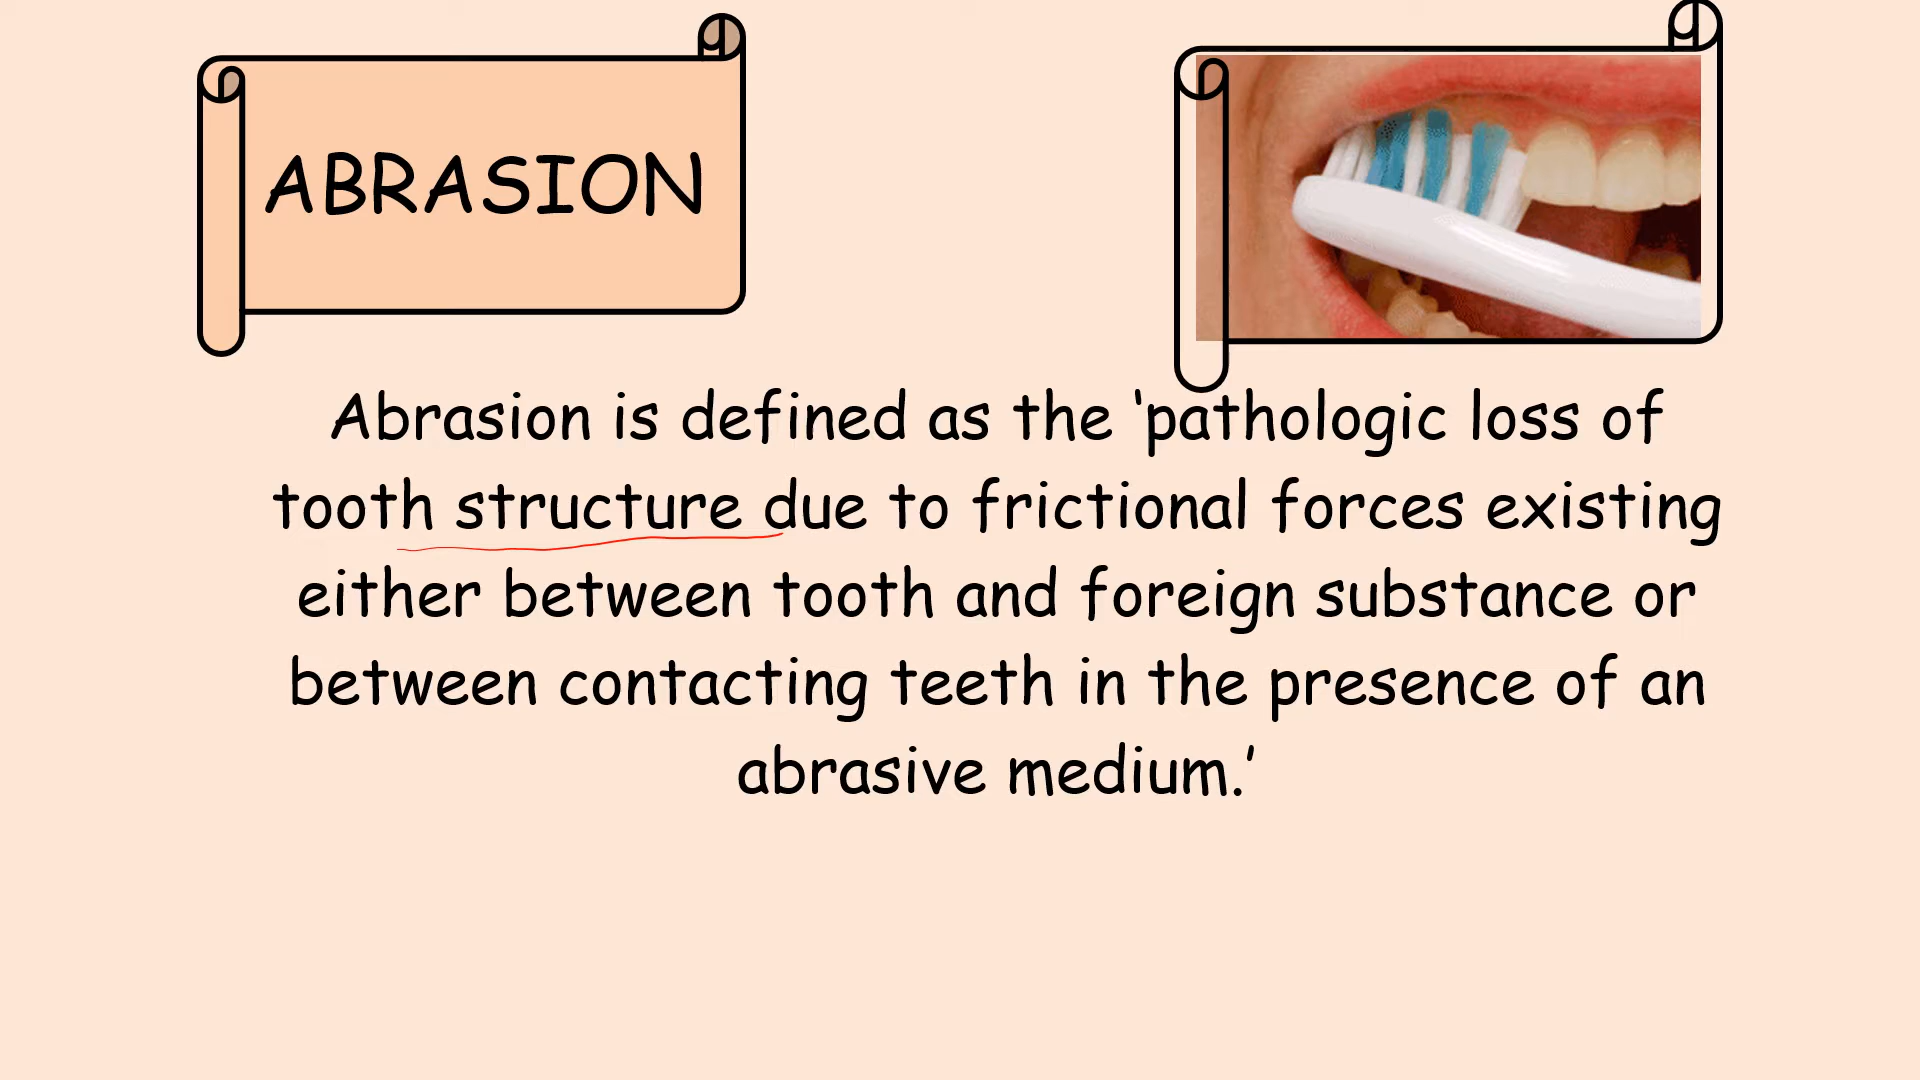 ABRASION
Abrasion is defined as the ‘pathologic loss of
tooth structure due to frictional forces existing
either between tooth and foreign substance or
between contacting teeth in the presence of an
abrasive medium.’